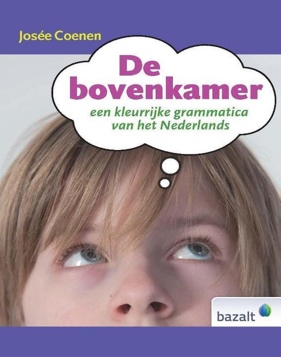 Josée Coenen
De
bovenkamer
een kleurrijke grammatica
van het Nederlands
bazalt